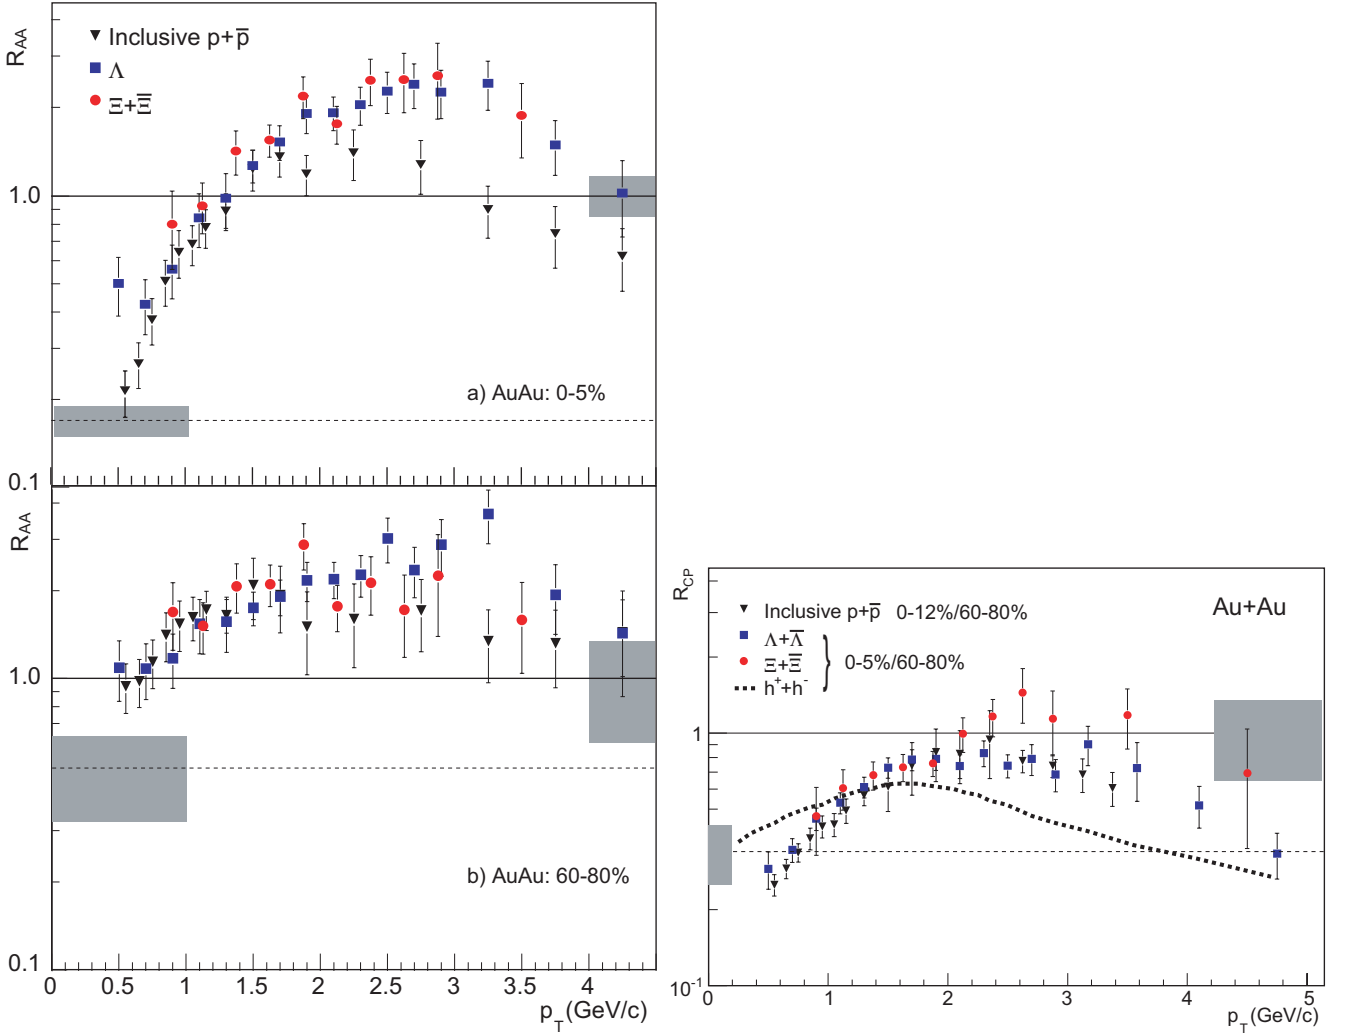 R_AA
Inclusive p+p̅
Λ
Ξ+Ξ̅
1.0
a) AuAu: 0-5%
0.1
R_AA
1.0
b) AuAu: 60-80%
0.1
0 0.5 1 1.5 2 2.5 3 3.5 4
p_T(GeV/c)
R_CP
Inclusive p+p̅ 0-12%/60-80%
Au+Au
Λ+Λ̅
Ξ+Ξ̅
0-5%/60-80%
h⁺+h⁻
1
10⁻¹
0 1 2 3 4 5
p_T(GeV/c)